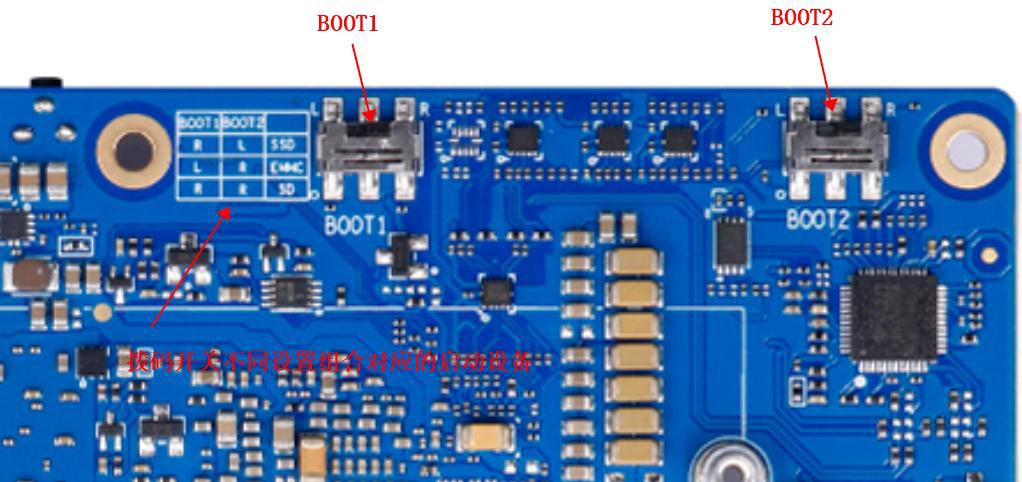 BOOT1
BOOT2
L R
L R
BOOT1 BOOT2
R L SSD
L R EMMC
R R SD
BOOT1
BOOT2
拨码开关不同设置组合对应的启动设备